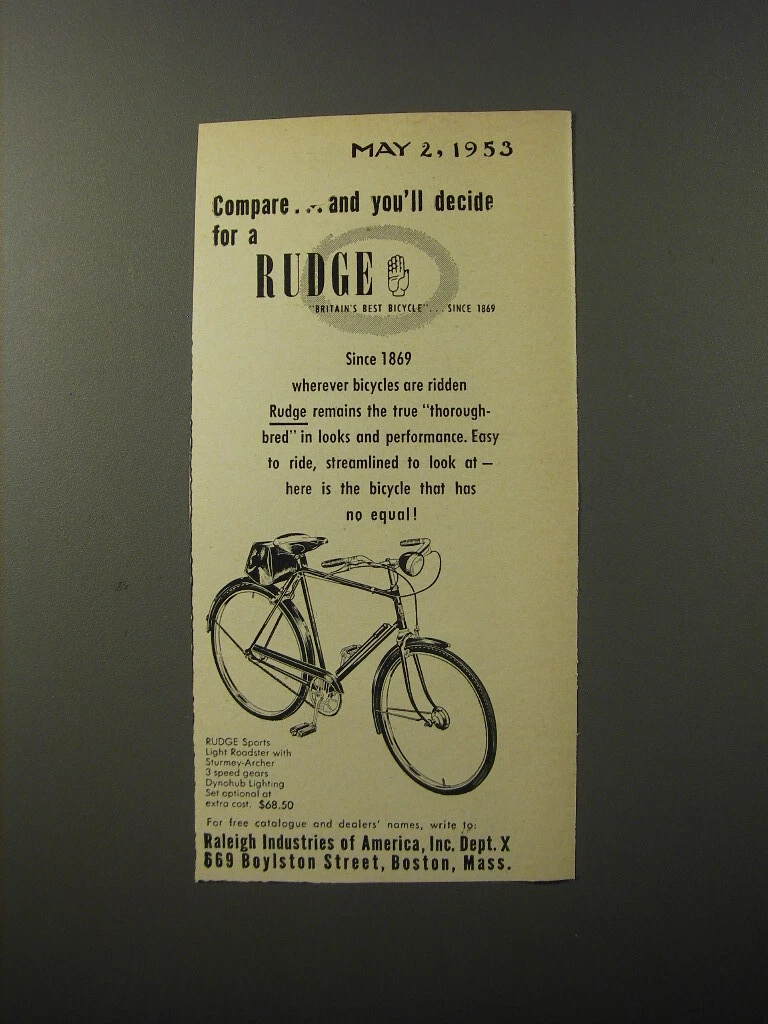 MAY 2, 1953
Compare... and you'll decide
for a
RUDGE
"BRITAIN'S BEST BICYCLE"... SINCE 1869
Since 1869
wherever bicycles are ridden
Rudge remains the true "thorough-
bred" in looks and performance. Easy
to ride, streamlined to look at —
here is the bicycle that has
no equal!
RUDGE Sports
Light Roadster with
Sturmey-Archer
3 speed gears
Dynohub Lighting
Set optional at
extra cost. $68.50
For free catalogue and dealers' names, write to:
Raleigh Industries of America, Inc. Dept. X
669 Boylston Street, Boston, Mass.